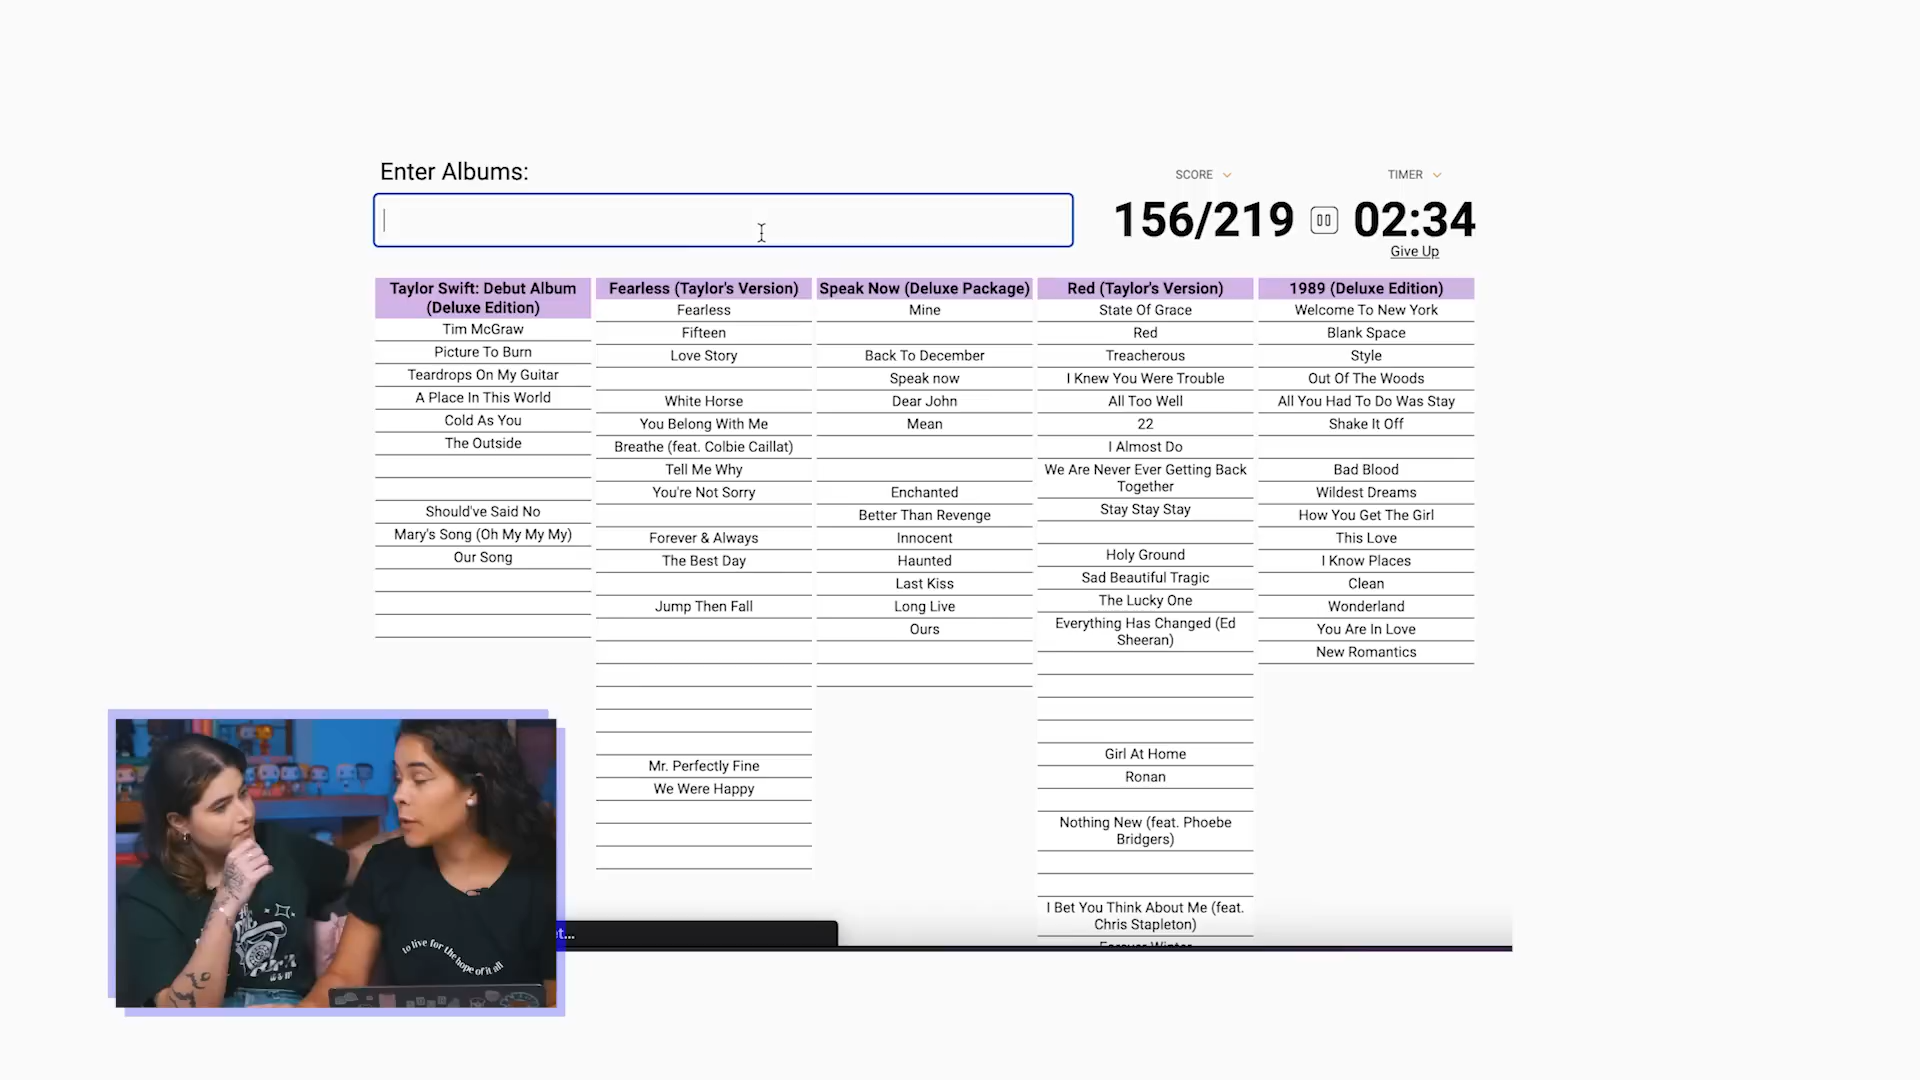 Enter Albums:
SCORE
TIMER
156/219
02:34
Give Up
Taylor Swift: Debut Album
(Deluxe Edition)
Tim McGraw
Picture To Burn
Teardrops On My Guitar
A Place In This World
Cold As You
The Outside
Should've Said No
Mary's Song (Oh My My My)
Our Song
Fearless (Taylor's Version)
Fearless
Fifteen
Love Story
White Horse
You Belong With Me
Breathe (feat. Colbie Caillat)
Tell Me Why
You're Not Sorry
Forever & Always
The Best Day
Jump Then Fall
Mr. Perfectly Fine
We Were Happy
Speak Now (Deluxe Package)
Mine
Back To December
Speak now
Dear John
Mean
Enchanted
Better Than Revenge
Innocent
Haunted
Last Kiss
Long Live
Ours
Red (Taylor's Version)
State Of Grace
Red
Treacherous
I Knew You Were Trouble
All Too Well
22
I Almost Do
We Are Never Ever Getting Back
Together
Stay Stay Stay
Holy Ground
Sad Beautiful Tragic
The Lucky One
Everything Has Changed (Ed
Sheeran)
Girl At Home
Ronan
Nothing New (feat. Phoebe
Bridgers)
I Bet You Think About Me (feat.
Chris Stapleton)
Forever Winter
1989 (Deluxe Edition)
Welcome To New York
Blank Space
Style
Out Of The Woods
All You Had To Do Was Stay
Shake It Off
Bad Blood
Wildest Dreams
How You Get The Girl
This Love
I Know Places
Clean
Wonderland
You Are In Love
New Romantics
et...
to live for the hope of it all